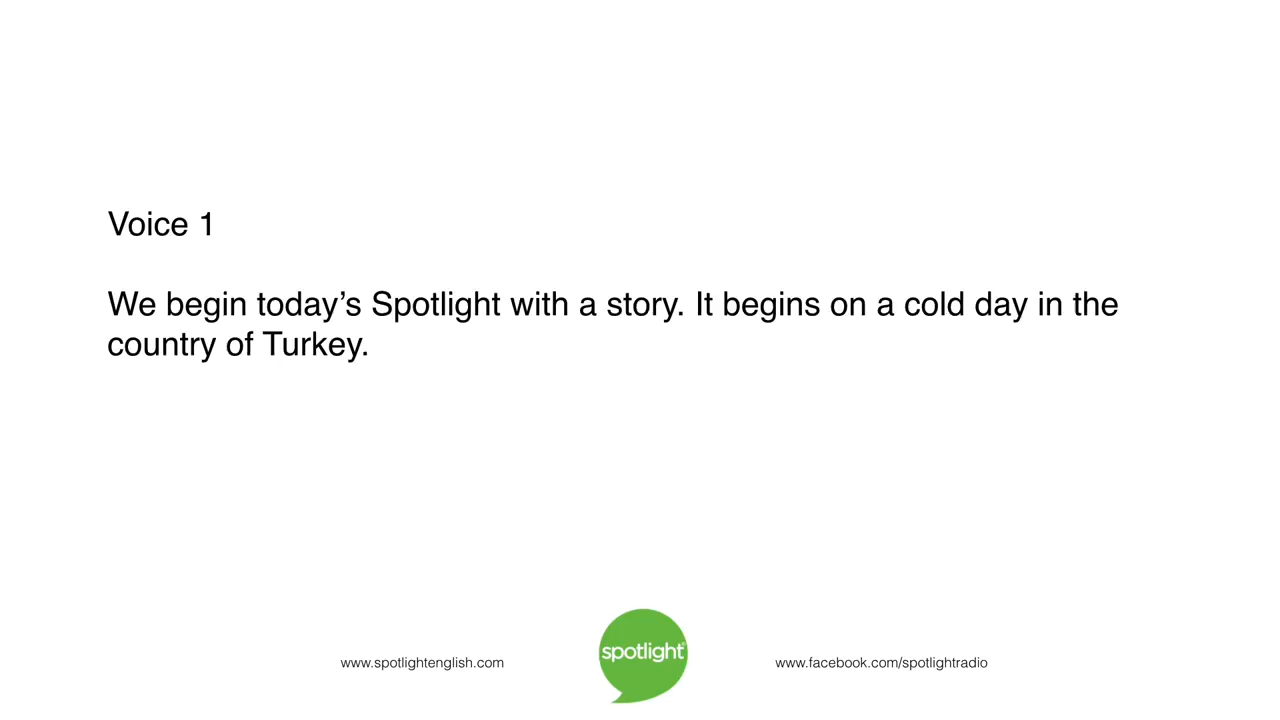 Voice 1
We begin today’s Spotlight with a story. It begins on a cold day in the
country of Turkey.
www.spotlightenglish.com
spotlight®
www.facebook.com/spotlightradio